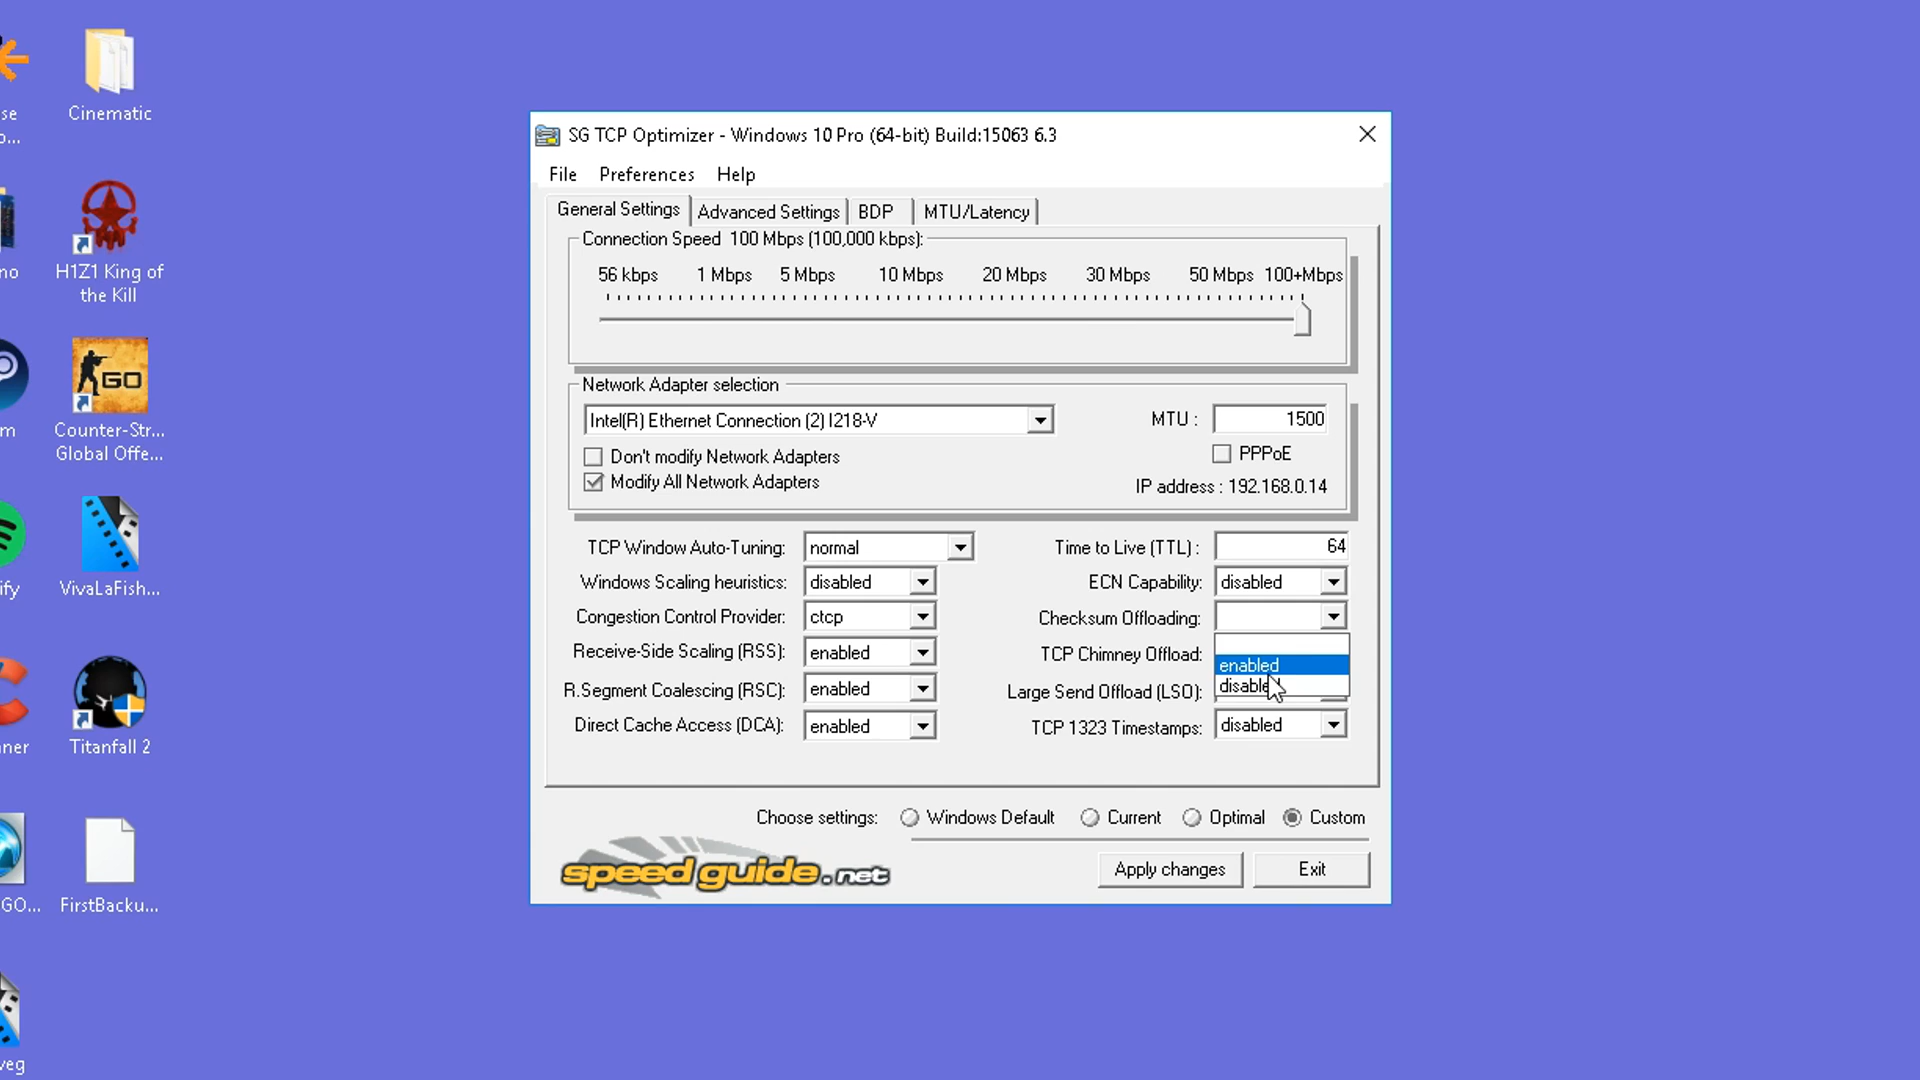 se
o...
Cinematic
no
H1Z1 King of
the Kill
m
GO
Counter-Str...
Global Offe...
ify
VivaLaFish...
ner
Titanfall 2
GO...
FirstBacku...
veg
SG TCP Optimizer - Windows 10 Pro (64-bit) Build:15063 6.3
File Preferences Help
General Settings Advanced Settings BDP MTU/Latency
Connection Speed 100 Mbps (100,000 kbps):
56 kbps 1 Mbps 5 Mbps 10 Mbps 20 Mbps 30 Mbps 50 Mbps 100+Mbps
Network Adapter selection
Intel(R) Ethernet Connection (2) I218-V MTU : 1500
Don't modify Network Adapters PPPoE
Modify All Network Adapters IP address : 192.168.0.14
TCP Window Auto-Tuning: normal Time to Live (TTL) : 64
Windows Scaling heuristics: disabled ECN Capability: disabled
Congestion Control Provider: ctcp Checksum Offloading:
Receive-Side Scaling (RSS): enabled TCP Chimney Offload:
enabled
disabled
R.Segment Coalescing (RSC): enabled Large Send Offload (LSO):
Direct Cache Access (DCA): enabled TCP 1323 Timestamps: disabled
Choose settings: Windows Default Current Optimal Custom
speed guide.net Apply changes Exit